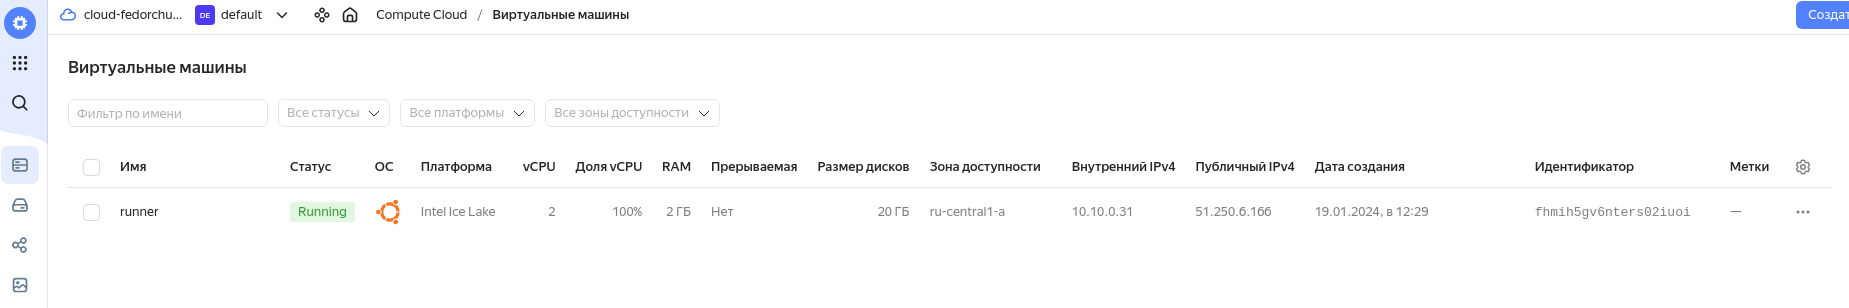 cloud-fedorchu... DE default Compute Cloud / Виртуальные машины Создат
Виртуальные машины
Фильтр по имени Все статусы Все платформы Все зоны доступности
Имя Статус ОС Платформа vCPU Доля vCPU RAM Прерываемая Размер дисков Зона доступности Внутренний IPv4 Публичный IPv4 Дата создания Идентификатор Метки
runner Running Intel Ice Lake 2 100% 2 ГБ Нет 20 ГБ ru-central1-a 10.10.0.31 51.250.6.166 19.01.2024, в 12:29 fhmih5gv6nters02iuoi —